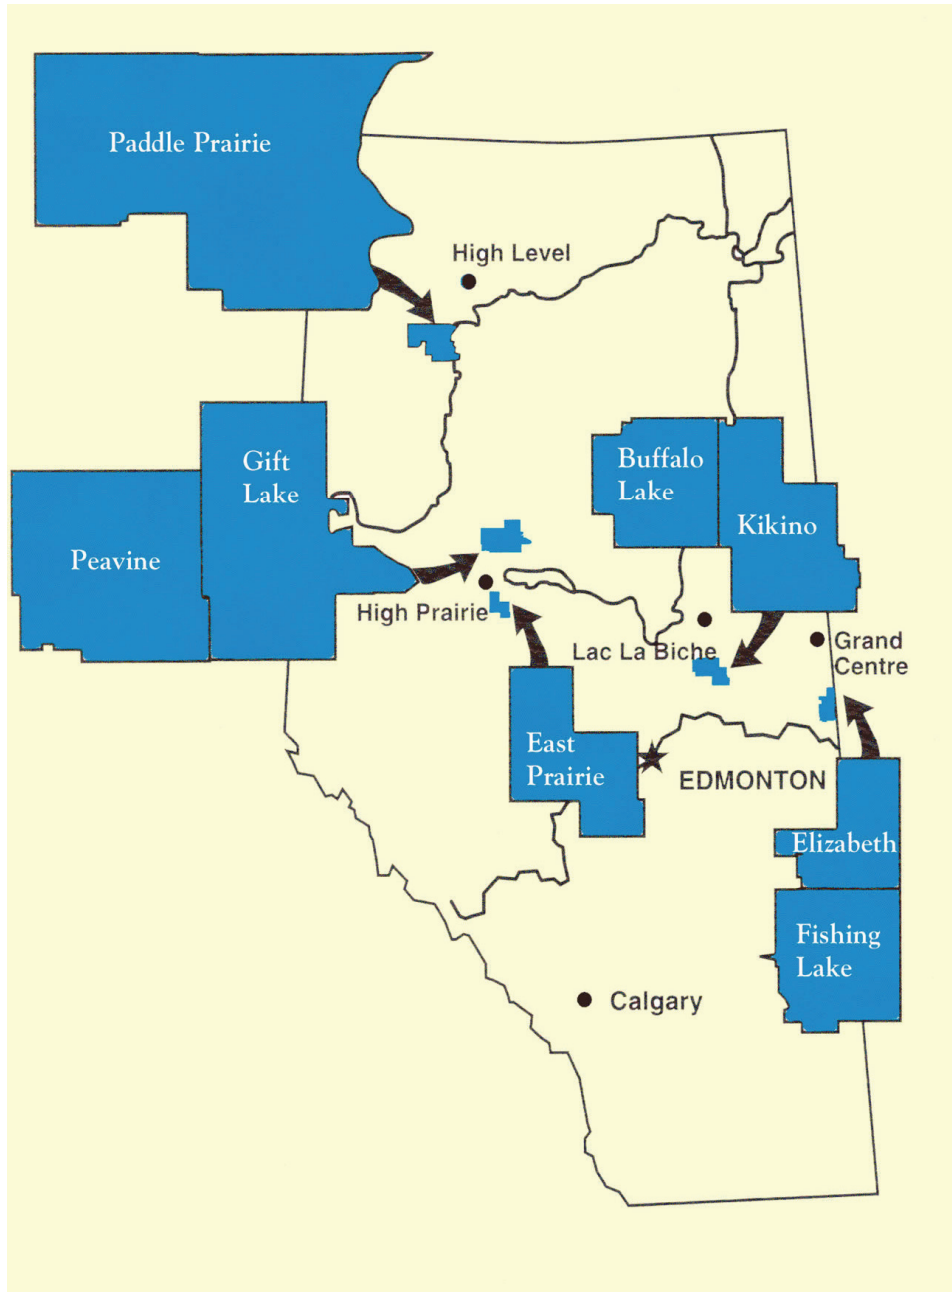 Paddle Prairie
High Level
Gift
Lake
Buffalo
Lake
Kikino
Peavine
High Prairie
Lac La Biche
Grand
Centre
East
Prairie
EDMONTON
Elizabeth
Fishing
Lake
Calgary